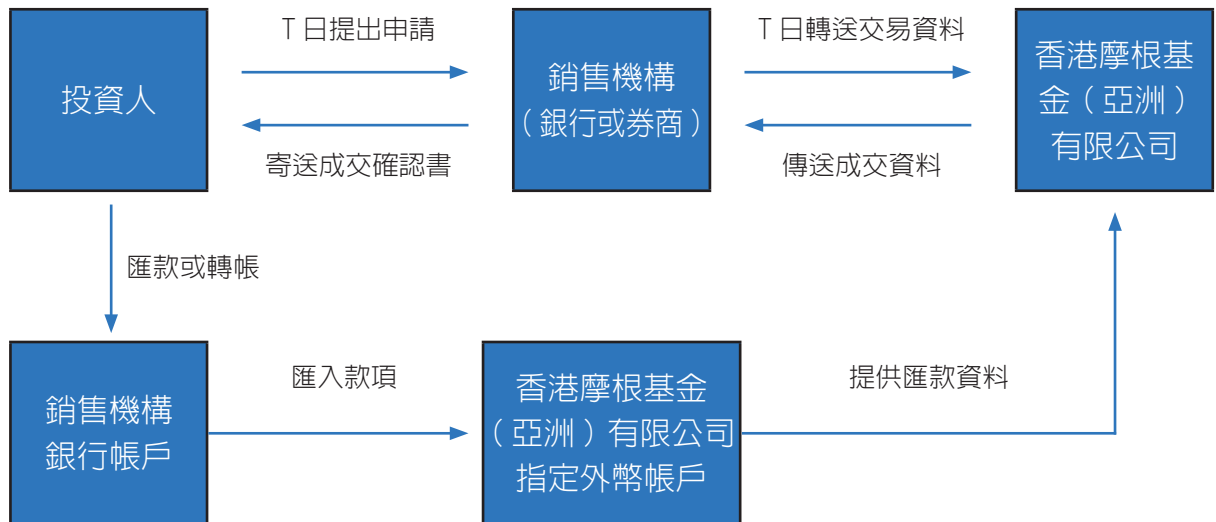 T日提出申請
T日轉送交易資料
投資人
銷售機構
（銀行或券商）
香港摩根基
金（亞洲）
有限公司
寄送成交確認書
傳送成交資料
匯款或轉帳
匯入款項
提供匯款資料
銷售機構
銀行帳戶
香港摩根基金
（亞洲）有限公司
指定外幣帳戶